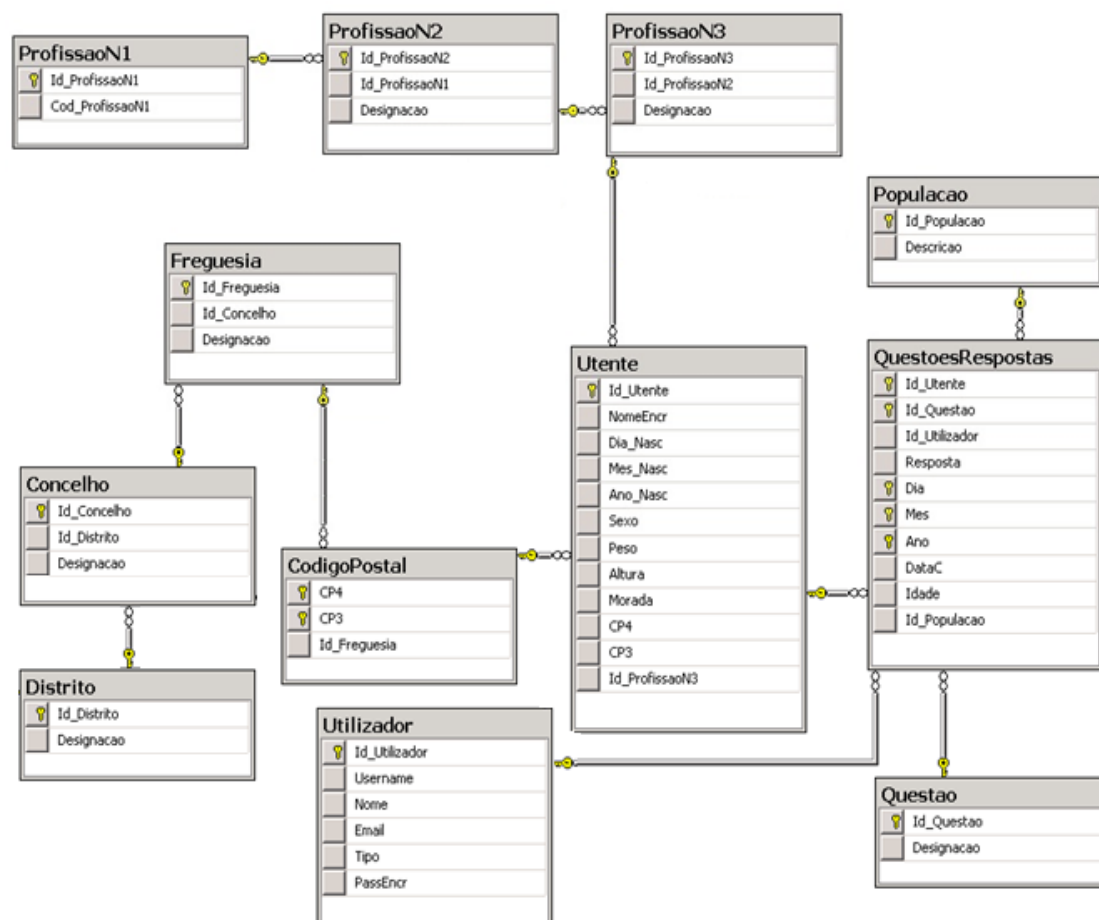 ProfissaoN1
Id_ProfissaoN1
Cod_ProfissaoN1
ProfissaoN2
Id_ProfissaoN2
Id_ProfissaoN1
Designacao
ProfissaoN3
Id_ProfissaoN3
Id_ProfissaoN2
Designacao
Populacao
Id_Populacao
Descricao
Freguesia
Id_Freguesia
Id_Concelho
Designacao
Utente
Id_Utente
NomeEncr
Dia_Nasc
Mes_Nasc
Ano_Nasc
Sexo
Peso
Altura
Morada
CP4
CP3
Id_ProfissaoN3
QuestoesRespostas
Id_Utente
Id_Questao
Id_Utilizador
Resposta
Dia
Mes
Ano
DataC
Idade
Id_Populacao
Concelho
Id_Concelho
Id_Distrito
Designacao
CodigoPostal
CP4
CP3
Id_Freguesia
Distrito
Id_Distrito
Designacao
Utilizador
Id_Utilizador
Username
Nome
Email
Tipo
PassEncr
Questao
Id_Questao
Designacao